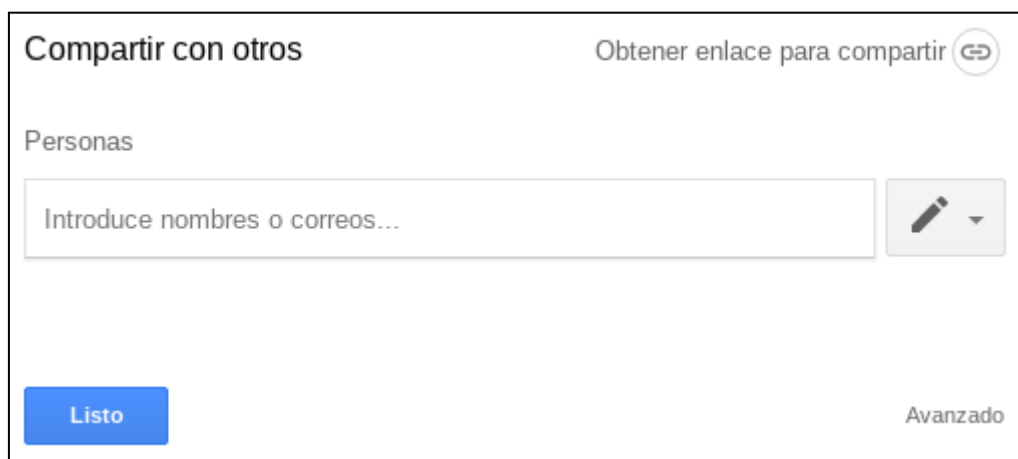 Compartir con otros
Obtener enlace para compartir
Personas
Introduce nombres o correos...
Listo
Avanzado